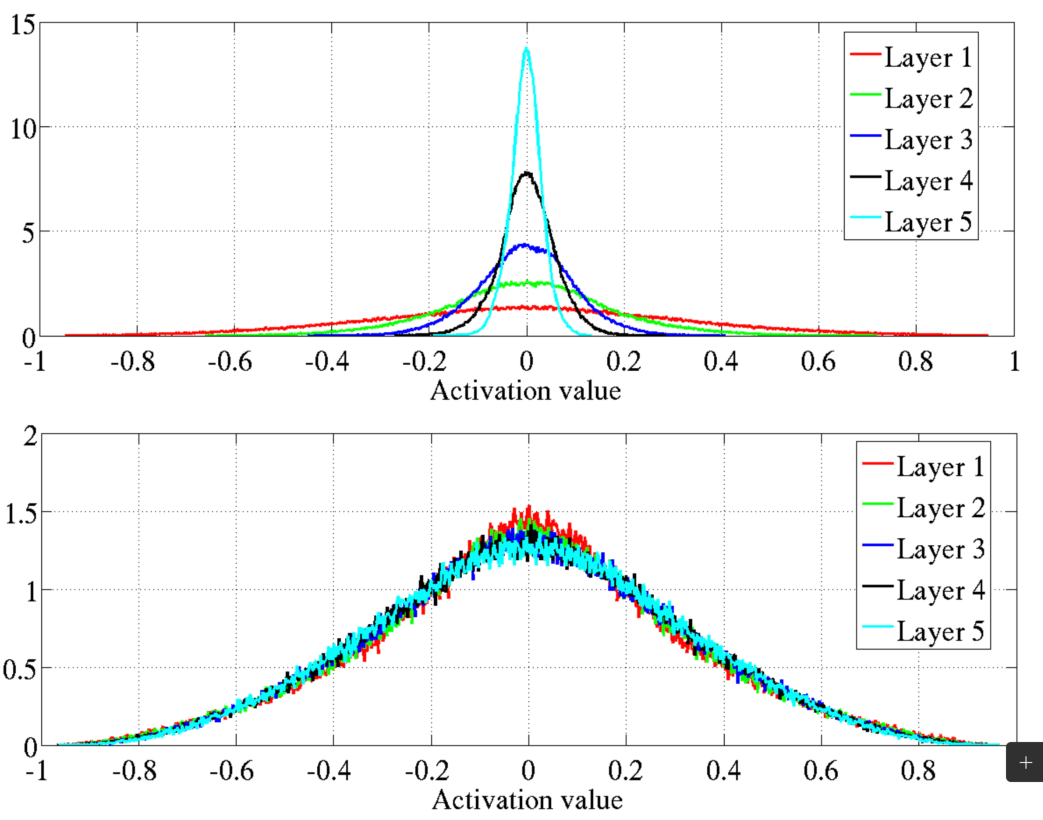 15
Layer 1
Layer 2
10
Layer 3
Layer 4
5
Layer 5
0
-1 -0.8 -0.6 -0.4 -0.2 0 0.2 0.4 0.6 0.8 1
Activation value
2
Layer 1
1.5
Layer 2
Layer 3
1
Layer 4
Layer 5
0.5
0
-1 -0.8 -0.6 -0.4 -0.2 0 0.2 0.4 0.6 0.8
Activation value